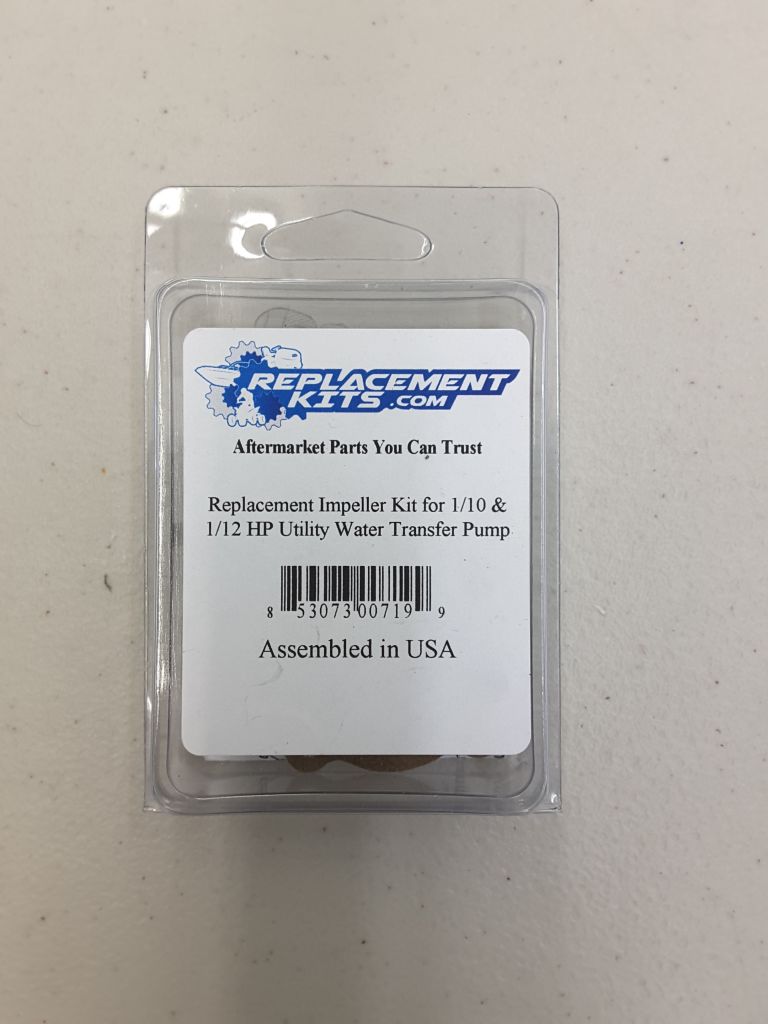 REPLACEMENT
KITS.COM
Aftermarket Parts You Can Trust
Replacement Impeller Kit for 1/10 &
1/12 HP Utility Water Transfer Pump
8 53073 00719 9
Assembled in USA